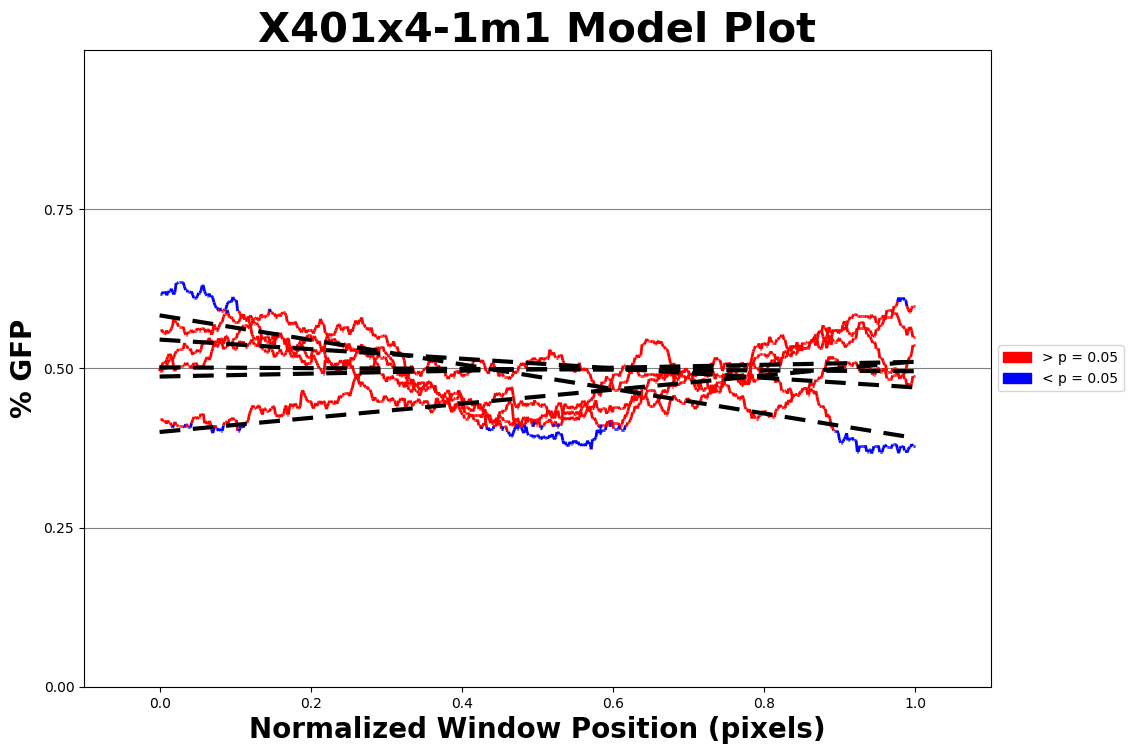 X401x4-1m1 Model Plot
% GFP
0.75
0.50
0.25
0.00
0.0 0.2 0.4 0.6 0.8 1.0
Normalized Window Position (pixels)
> p = 0.05
< p = 0.05